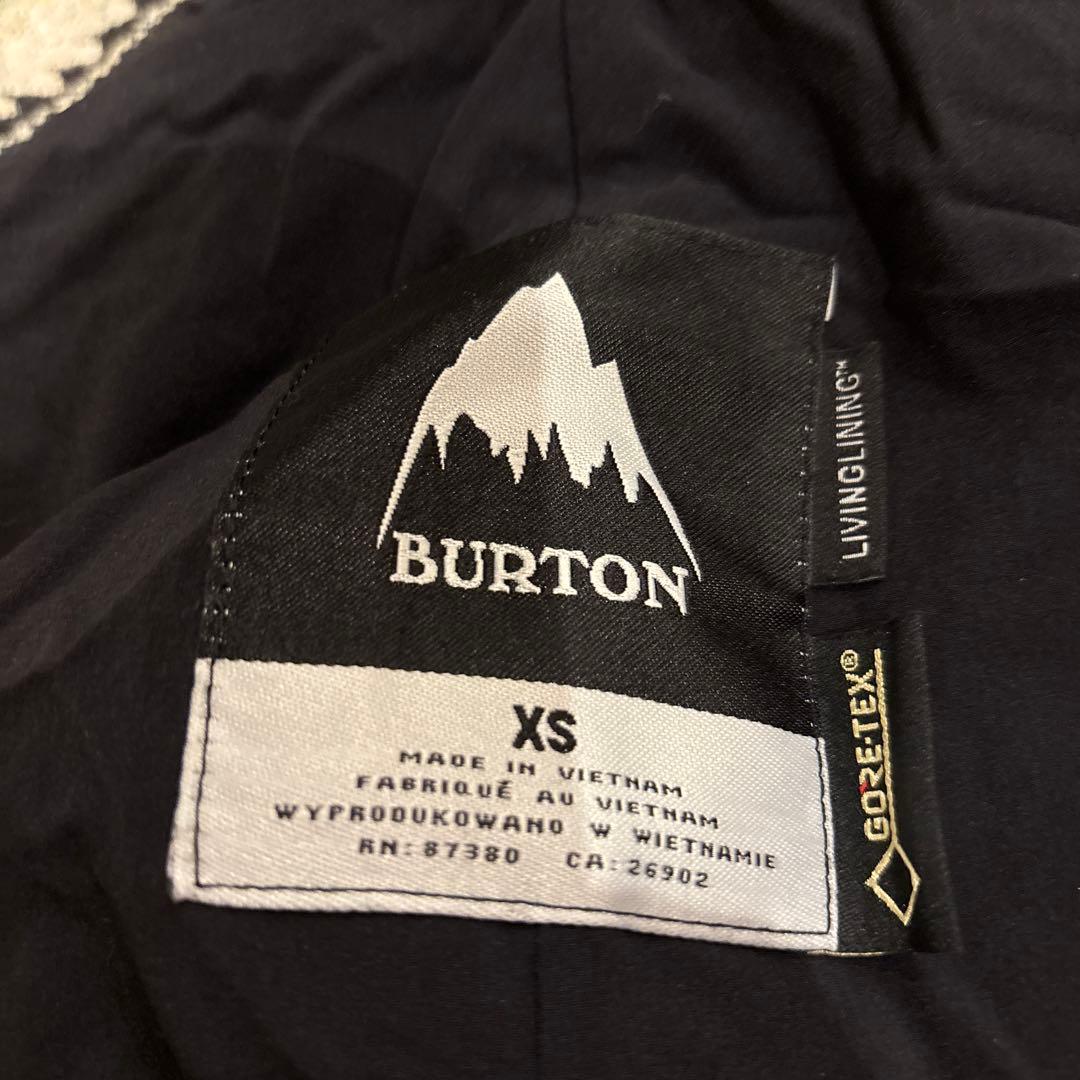 BURTON
XS
MADE IN VIETNAM
FABRIQUÉ AU VIETNAM
WYPRODUKOWANO W WIETNAMIE
RN: 87380 CA: 26902
LIVINGLINING™
GORE-TEX®